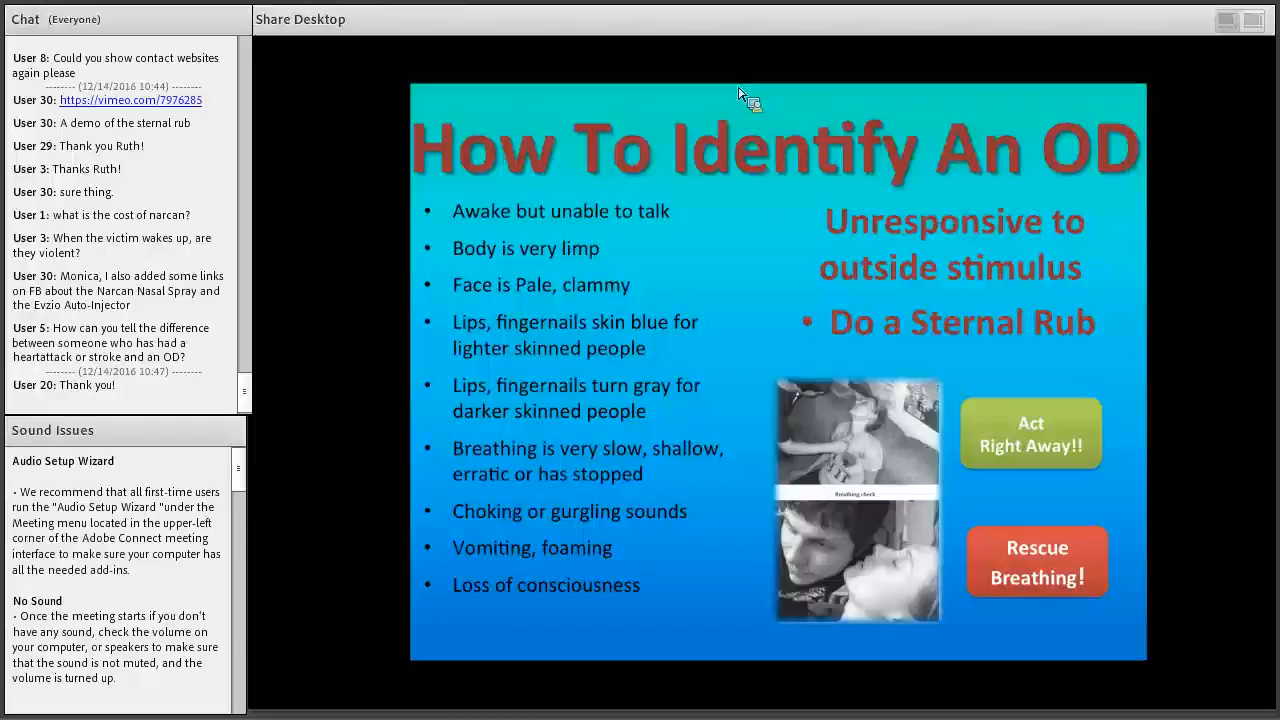 Chat (Everyone)
User 8: Could you show contact websites
again please
-------- (12/14/2016 10:44) --------
User 30: https://vimeo.com/7976285
User 30: A demo of the sternal rub
User 29: Thank you Ruth!
User 3: Thanks Ruth!
User 30: sure thing.
User 1: what is the cost of narcan?
User 3: When the victim wakes up, are
they violent?
User 30: Monica, I also added some links
on FB about the Narcan Nasal Spray and
the Evzio Auto-Injector
User 5: How can you tell the difference
between someone who has had a
heartattack or stroke and an OD?
-------- (12/14/2016 10:47) --------
User 20: Thank you!
Sound Issues
Audio Setup Wizard
• We recommend that all first-time users
run the "Audio Setup Wizard "under the
Meeting menu located in the upper-left
corner of the Adobe Connect meeting
interface to make sure your computer has
all the needed add-ins.
No Sound
• Once the meeting starts if you don't
have any sound, check the volume on
your computer, or speakers to make sure
that the sound is not muted, and the
volume is turned up.
Share Desktop
How To Identify An OD
• Awake but unable to talk
• Body is very limp
• Face is Pale, clammy
• Lips, fingernails skin blue for
lighter skinned people
• Lips, fingernails turn gray for
darker skinned people
• Breathing is very slow, shallow,
erratic or has stopped
• Choking or gurgling sounds
• Vomiting, foaming
• Loss of consciousness
Unresponsive to
outside stimulus
• Do a Sternal Rub
Breathing check
Act
Right Away!!
Rescue
Breathing!